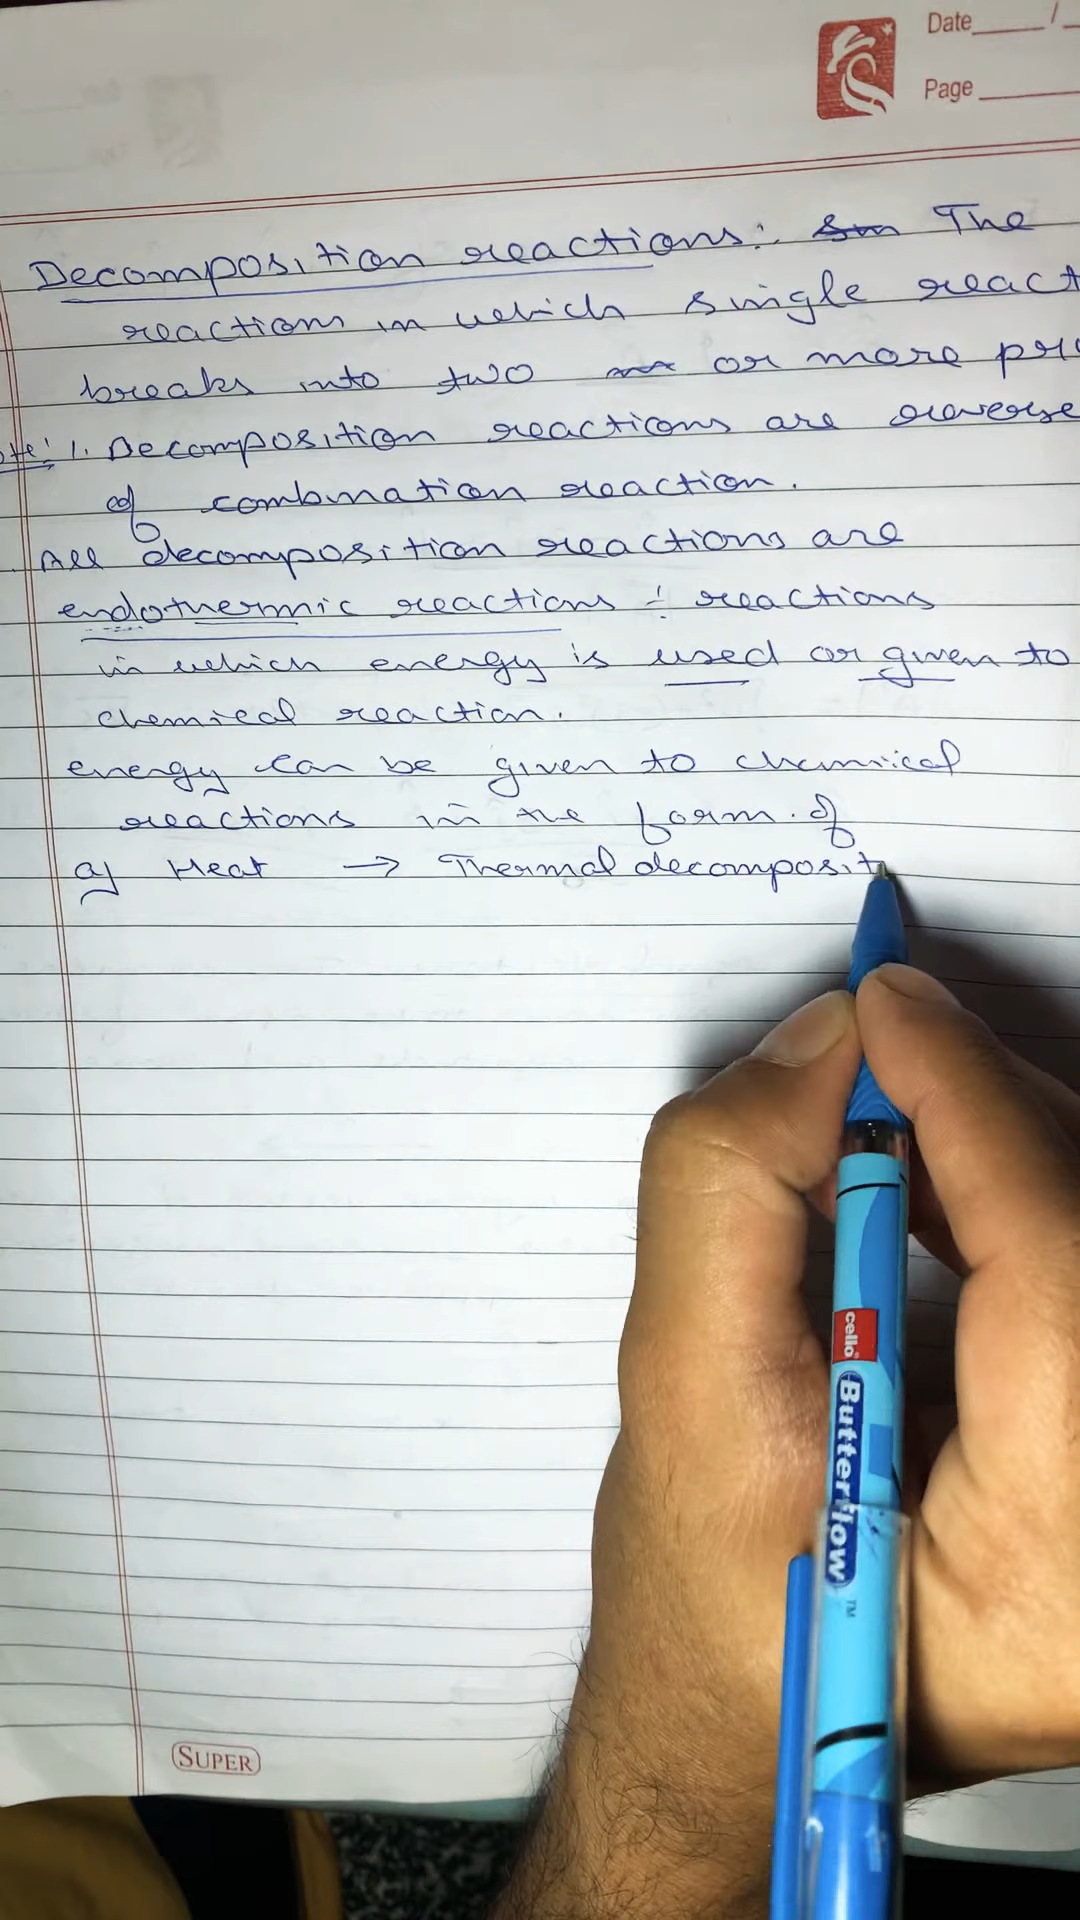 Date
Page
Decomposition reactions: The
reactions in which single react
breaks into two or more pro
ote: 1. Decomposition reactions are reverse
of combination reaction.
All decomposition reactions are
endothermic reactions ÷ reactions
in which energy is used or given to
chemical reaction.
energy can be given to chemical
reactions in the form of
a) Heat → Thermal decomposit
cello
Butterflow™
SUPER